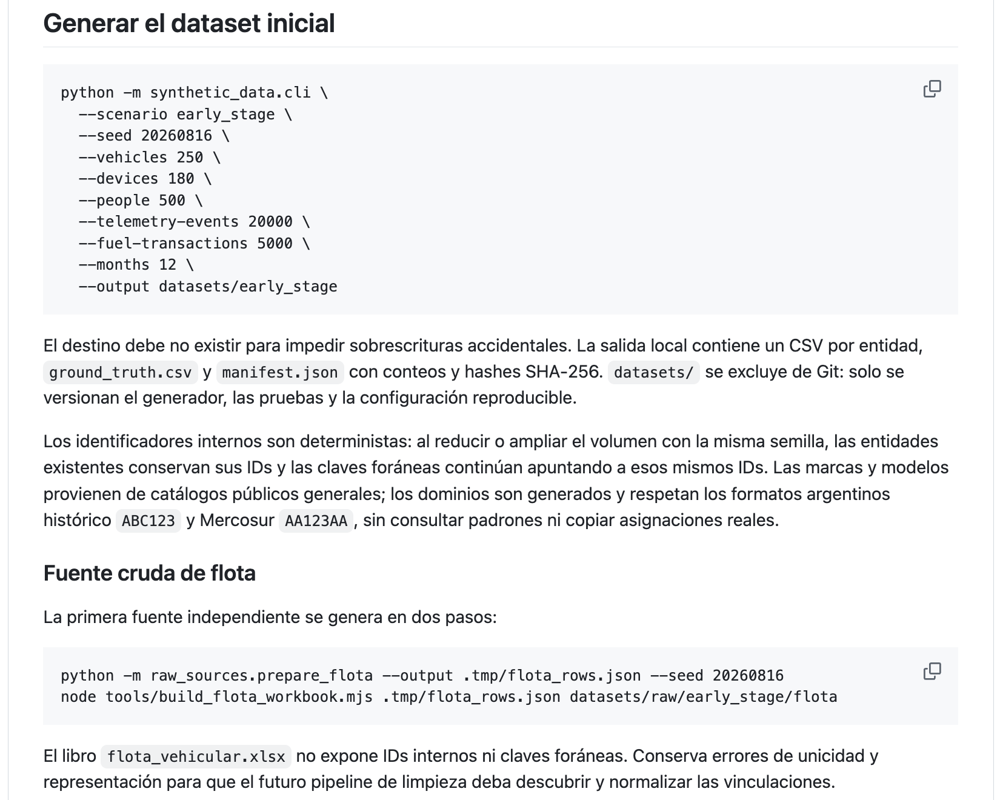 Generar el dataset inicial
python -m synthetic_data.cli \
  --scenario early_stage \
  --seed 20260816 \
  --vehicles 250 \
  --devices 180 \
  --people 500 \
  --telemetry-events 20000 \
  --fuel-transactions 5000 \
  --months 12 \
  --output datasets/early_stage
El destino debe no existir para impedir sobrescrituras accidentales. La salida local contiene un CSV por entidad,
ground_truth.csv y manifest.json con conteos y hashes SHA-256. datasets/ se excluye de Git: solo se
versionan el generador, las pruebas y la configuración reproducible.
Los identificadores internos son deterministas: al reducir o ampliar el volumen con la misma semilla, las entidades
existentes conservan sus IDs y las claves foráneas continúan apuntando a esos mismos IDs. Las marcas y modelos
provienen de catálogos públicos generales; los dominios son generados y respetan los formatos argentinos
histórico ABC123 y Mercosur AA123AA, sin consultar padrones ni copiar asignaciones reales.
Fuente cruda de flota
La primera fuente independiente se genera en dos pasos:
python -m raw_sources.prepare_flota --output .tmp/flota_rows.json --seed 20260816
node tools/build_flota_workbook.mjs .tmp/flota_rows.json datasets/raw/early_stage/flota
El libro flota_vehicular.xlsx no expone IDs internos ni claves foráneas. Conserva errores de unicidad y
representación para que el futuro pipeline de limpieza deba descubrir y normalizar las vinculaciones.